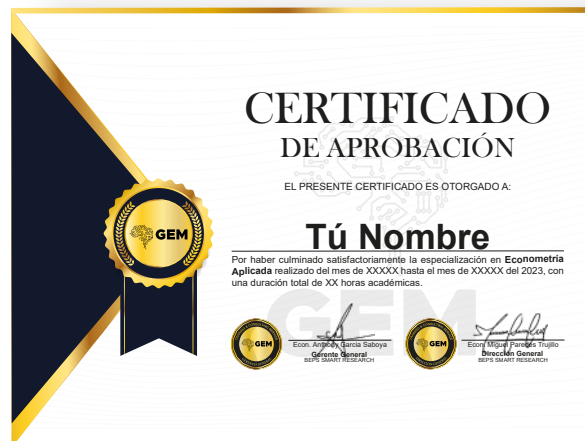 CERTIFICADO
DE APROBACIÓN
EL PRESENTE CERTIFICADO ES OTORGADO A:
GEM
Tú Nombre
Por haber culminado satisfactoriamente la especialización en Econometría
Aplicada realizado del mes de XXXXX hasta el mes de XXXXX del 2023, con
una duración total de XX horas académicas.
GEM
GEM
GEM
Econ. Anthony Garcia Saboya
Gerente General
BEPS SMART RESEARCH
Econ. Miguel Paredes Trujillo
Dirección General
BEPS SMART RESEARCH